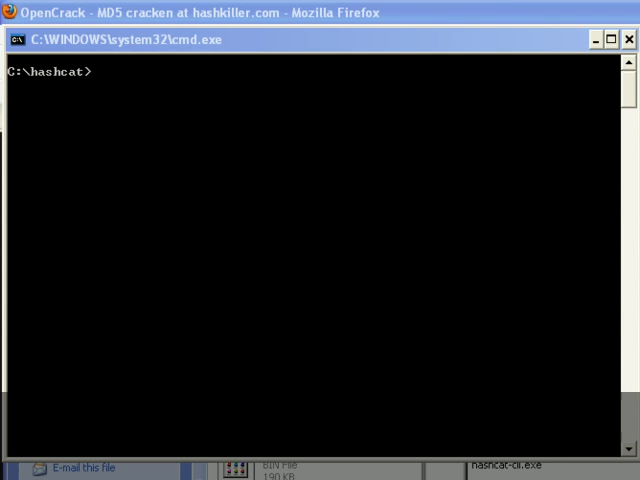 OpenCrack - MD5 cracken at hashkiller.com - Mozilla Firefox
C:\WINDOWS\system32\cmd.exe
C:\hashcat>
E-mail this file
BIN File
190 KB
hashcat-cli.exe